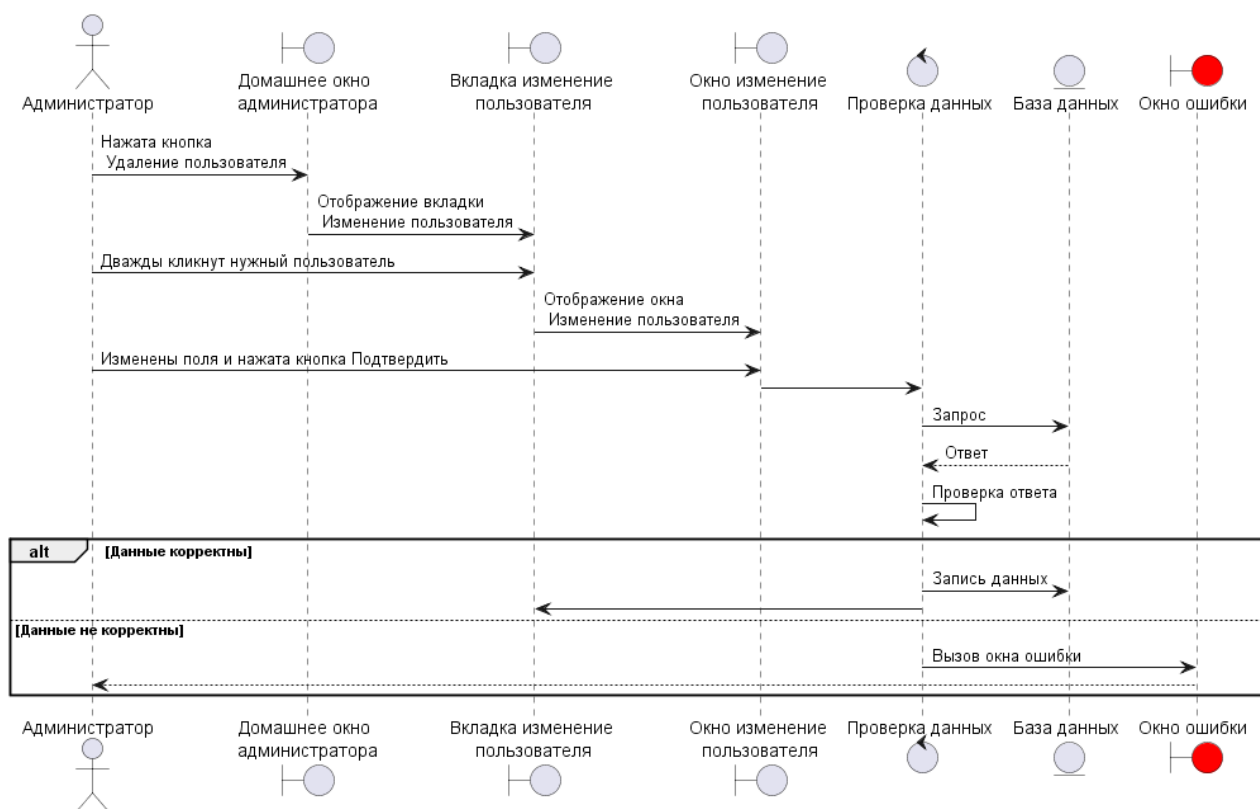 Администратор
Домашнее окно
администратора
Вкладка изменение
пользователя
Окно изменение
пользователя
Проверка данных
База данных
Окно ошибки
Нажата кнопка
Удаление пользователя
Отображение вкладки
Изменение пользователя
Дважды кликнут нужный пользователь
Отображение окна
Изменение пользователя
Изменены поля и нажата кнопка Подтвердить
Запрос
Ответ
Проверка ответа
alt
[Данные корректны]
Запись данных
[Данные не корректны]
Вызов окна ошибки
Администратор
Домашнее окно
администратора
Вкладка изменение
пользователя
Окно изменение
пользователя
Проверка данных
База данных
Окно ошибки